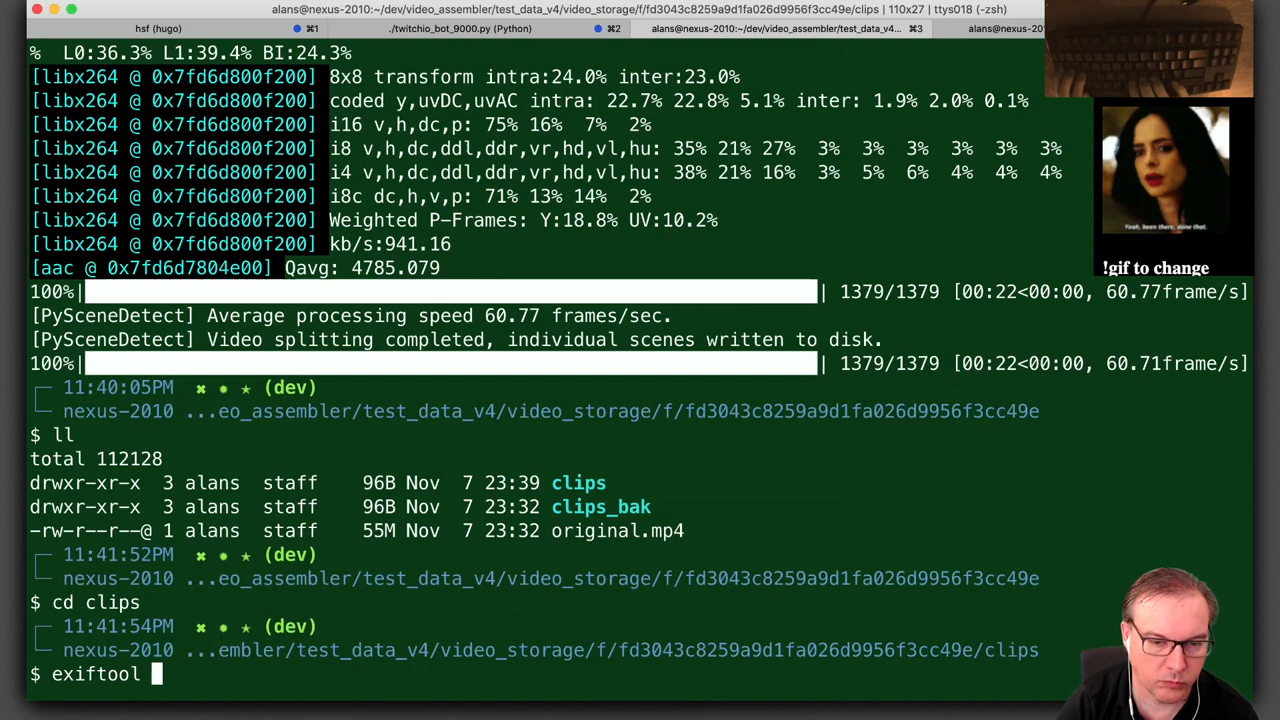 alans@nexus-2010:~/dev/video_assembler/test_data_v4/video_storage/f/fd3043c8259a9d1fa026d9956f3cc49e/clips | 110x27 | ttys018 (-zsh)
hsf (hugo) ⌘1 ./twitchio_bot_9000.py (Python) ⌘2 alans@nexus-2010:~/dev/video_assembler/test_data_v4... ⌘3 alans@nexus-201
% L0:36.3% L1:39.4% BI:24.3%
[libx264 @ 0x7fd6d800f200] 8x8 transform intra:24.0% inter:23.0%
[libx264 @ 0x7fd6d800f200] coded y,uvDC,uvAC intra: 22.7% 22.8% 5.1% inter: 1.9% 2.0% 0.1%
[libx264 @ 0x7fd6d800f200] i16 v,h,dc,p: 75% 16% 7% 2%
[libx264 @ 0x7fd6d800f200] i8 v,h,dc,ddl,ddr,vr,hd,vl,hu: 35% 21% 27% 3% 3% 3% 3% 3% 3%
[libx264 @ 0x7fd6d800f200] i4 v,h,dc,ddl,ddr,vr,hd,vl,hu: 38% 21% 16% 3% 5% 6% 4% 4% 4%
[libx264 @ 0x7fd6d800f200] i8c dc,h,v,p: 71% 13% 14% 2%
[libx264 @ 0x7fd6d800f200] Weighted P-Frames: Y:18.8% UV:10.2%
[libx264 @ 0x7fd6d800f200] kb/s:941.16
[aac @ 0x7fd6d7804e00] Qavg: 4785.079
Yeah, been there, done that.
!gif to change
100%| | 1379/1379 [00:22<00:00, 60.77frame/s]
[PySceneDetect] Average processing speed 60.77 frames/sec.
[PySceneDetect] Video splitting completed, individual scenes written to disk.
100%| | 1379/1379 [00:22<00:00, 60.71frame/s]
11:40:05PM ✖ ✹ ★ (dev)
nexus-2010 ...eo_assembler/test_data_v4/video_storage/f/fd3043c8259a9d1fa026d9956f3cc49e
$ ll
total 112128
drwxr-xr-x 3 alans staff 96B Nov 7 23:39 clips
drwxr-xr-x 3 alans staff 96B Nov 7 23:32 clips_bak
-rw-r--r--@ 1 alans staff 55M Nov 7 23:32 original.mp4
11:41:52PM ✖ ✹ ★ (dev)
nexus-2010 ...eo_assembler/test_data_v4/video_storage/f/fd3043c8259a9d1fa026d9956f3cc49e
$ cd clips
11:41:54PM ✖ ✹ ★ (dev)
nexus-2010 ...embler/test_data_v4/video_storage/f/fd3043c8259a9d1fa026d9956f3cc49e/clips
$ exiftool